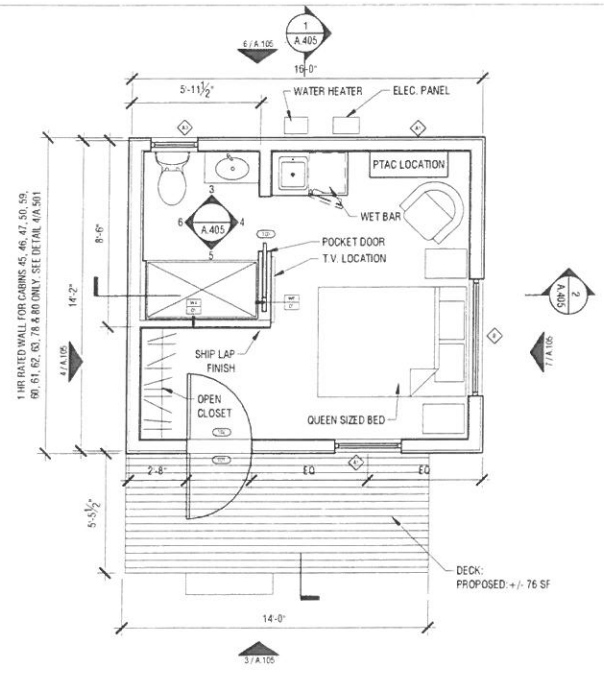 1
A.405
6 / A.105
16'-0"
5'-11½"
WATER HEATER
ELEC. PANEL
PTAC LOCATION
WET BAR
3
6
4
A.405
5
POCKET DOOR
T.V. LOCATION
8'-6"
14'-2"
1 HR RATED WALL FOR CABINS 45, 46, 47, 50, 59,
60, 61, 62, 63, 78 & 80 ONLY. SEE DETAIL 4/A.501
2
A.405
4 / A.105
7 / A.105
SHIP LAP
FINISH
OPEN
CLOSET
QUEEN SIZED BED
2'-8"
EQ
EQ
5'-5½"
DECK:
PROPOSED: +/- 76 SF
14'-0"
3 / A.105